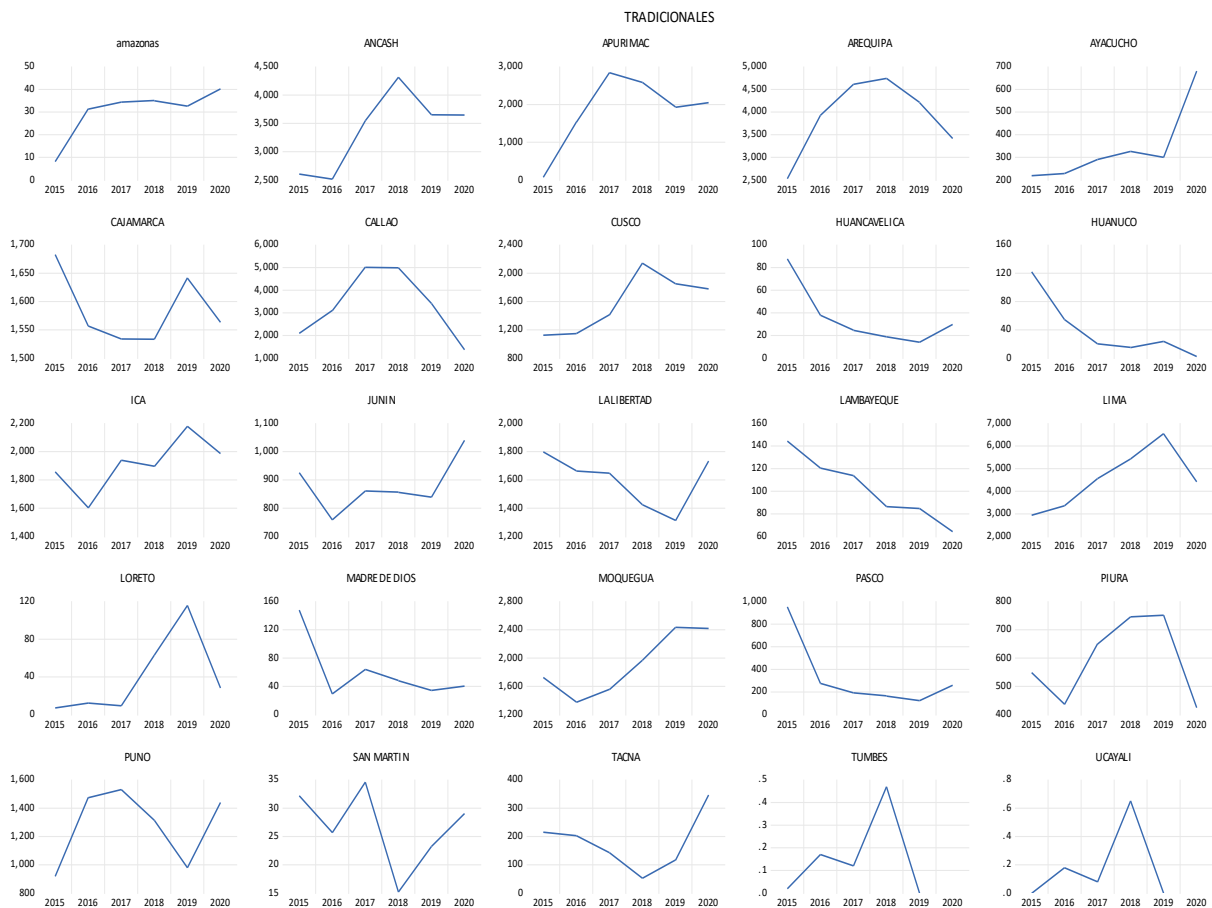 TRADICIONALES
amazonas
50
40
30
20
10
0
2015 2016 2017 2018 2019 2020
ANCASH
4,500
4,000
3,500
3,000
2,500
2015 2016 2017 2018 2019 2020
APURIMAC
3,000
2,000
1,000
0
2015 2016 2017 2018 2019 2020
AREQUIPA
5,000
4,500
4,000
3,500
3,000
2,500
2015 2016 2017 2018 2019 2020
AYACUCHO
700
600
500
400
300
200
2015 2016 2017 2018 2019 2020
CAJAMARCA
1,700
1,650
1,600
1,550
1,500
2015 2016 2017 2018 2019 2020
CALLAO
6,000
5,000
4,000
3,000
2,000
1,000
2015 2016 2017 2018 2019 2020
CUSCO
2,400
2,000
1,600
1,200
800
2015 2016 2017 2018 2019 2020
HUANCAVELICA
100
80
60
40
20
0
2015 2016 2017 2018 2019 2020
HUANUCO
160
120
80
40
0
2015 2016 2017 2018 2019 2020
ICA
2,200
2,000
1,800
1,600
1,400
2015 2016 2017 2018 2019 2020
JUNIN
1,100
1,000
900
800
700
2015 2016 2017 2018 2019 2020
LA LIBERTAD
2,000
1,800
1,600
1,400
1,200
2015 2016 2017 2018 2019 2020
LAMBAYEQUE
160
140
120
100
80
60
2015 2016 2017 2018 2019 2020
LIMA
7,000
6,000
5,000
4,000
3,000
2,000
2015 2016 2017 2018 2019 2020
LORETO
120
80
40
0
2015 2016 2017 2018 2019 2020
MADRE DE DIOS
160
120
80
40
0
2015 2016 2017 2018 2019 2020
MOQUEGUA
2,800
2,400
2,000
1,600
1,200
2015 2016 2017 2018 2019 2020
PASCO
1,000
800
600
400
200
0
2015 2016 2017 2018 2019 2020
PIURA
800
700
600
500
400
2015 2016 2017 2018 2019 2020
PUNO
1,600
1,400
1,200
1,000
800
2015 2016 2017 2018 2019 2020
SAN MARTIN
35
30
25
20
15
2015 2016 2017 2018 2019 2020
TACNA
400
300
200
100
0
2015 2016 2017 2018 2019 2020
TUMBES
.5
.4
.3
.2
.1
.0
2015 2016 2017 2018 2019 2020
UCAYALI
.8
.6
.4
.2
.0
2015 2016 2017 2018 2019 2020